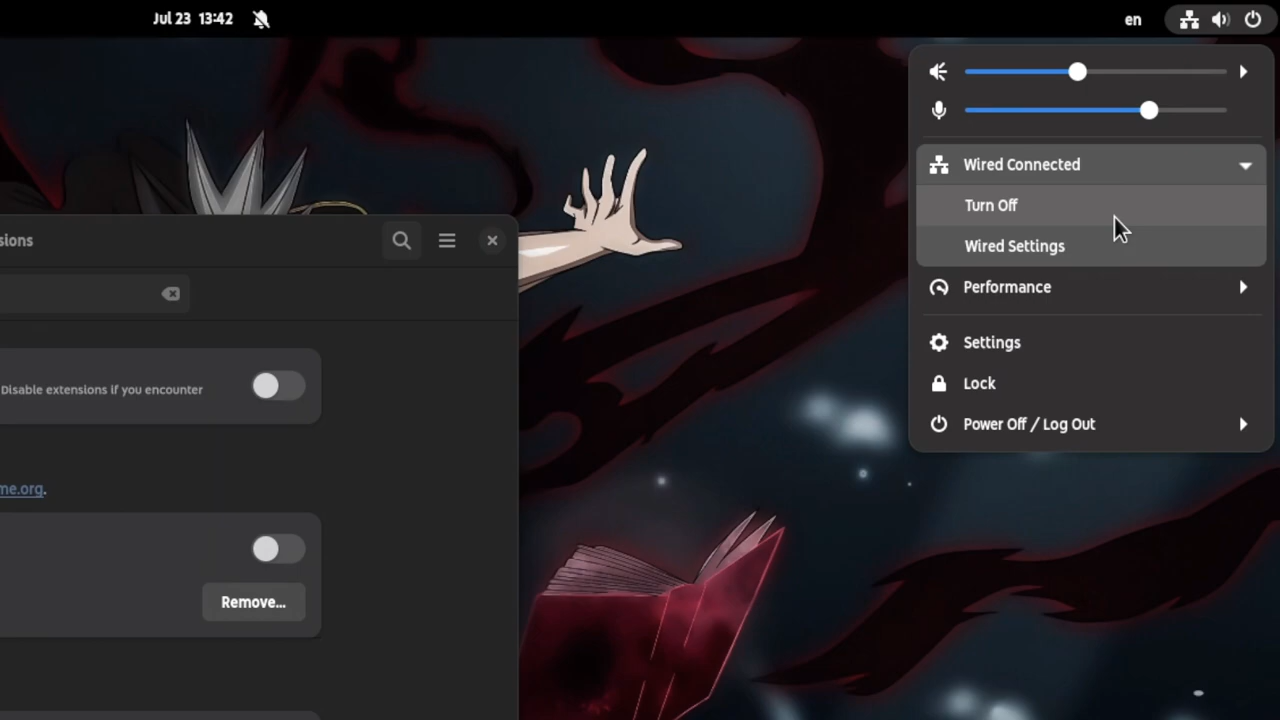 Jul 23 13:42
en
Wired Connected
Turn Off
Wired Settings
Performance
Settings
Lock
Power Off / Log Out
sions
Disable extensions if you encounter
me.org.
Remove...